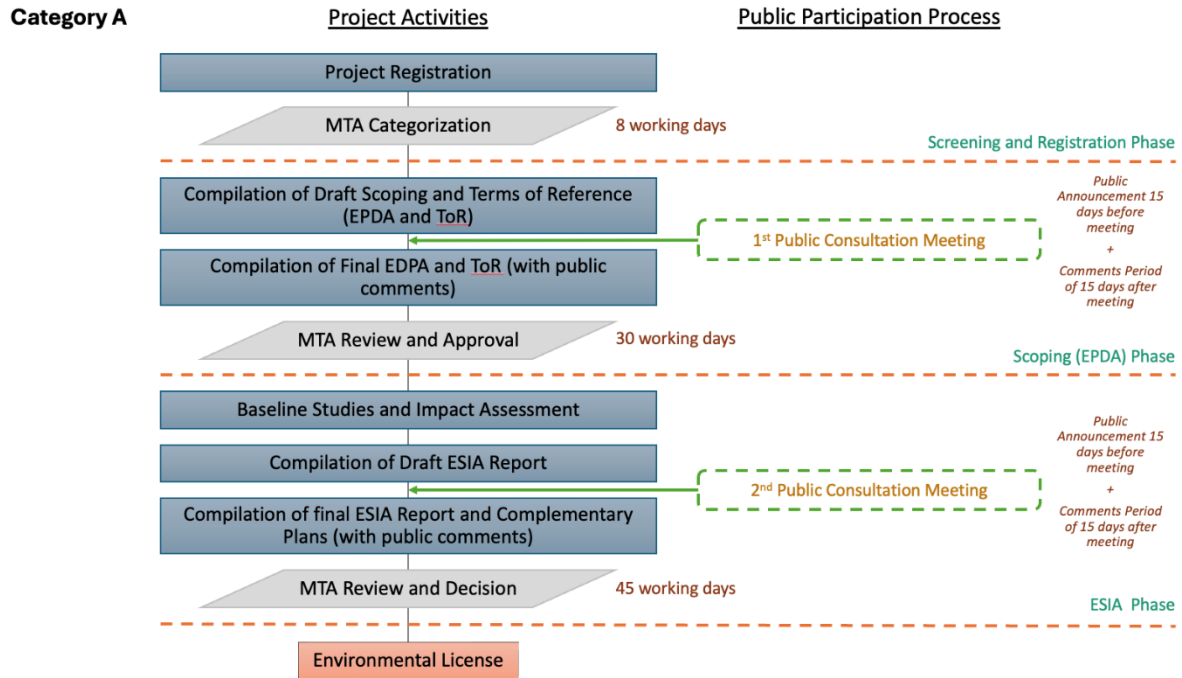 Category A
Project Activities
Public Participation Process
Project Registration
MTA Categorization
8 working days
Screening and Registration Phase
Compilation of Draft Scoping and Terms of Reference
(EPDA and ToR)
Public
Announcement 15
days before
meeting
+
Comments Period
of 15 days after
meeting
1st Public Consultation Meeting
Compilation of Final EDPA and ToR (with public
comments)
MTA Review and Approval
30 working days
Scoping (EPDA) Phase
Baseline Studies and Impact Assessment
Compilation of Draft ESIA Report
Public
Announcement 15
days before
meeting
+
Comments Period
of 15 days after
meeting
2nd Public Consultation Meeting
Compilation of final ESIA Report and Complementary
Plans (with public comments)
MTA Review and Decision
45 working days
ESIA Phase
Environmental License